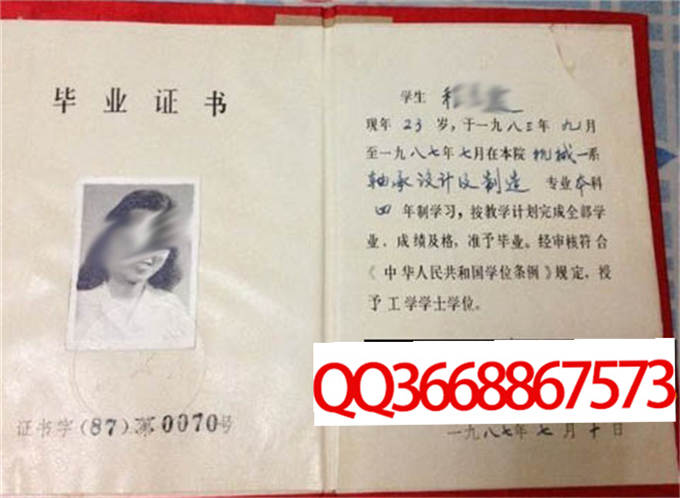 毕业证书
证书字(87)第0070号
学生
现年 23 岁,于一九八三年 九月
至一九八七年七月在本院 机械 系
轴承设计及制造 专业本科
四 年制学习,按教学计划完成全部学
业、成绩及格,准予毕业。经审核符合
《中华人民共和国学位条例》规定,授
予工学学士学位。
QQ3668867573
一九八七年 七 月 十 日